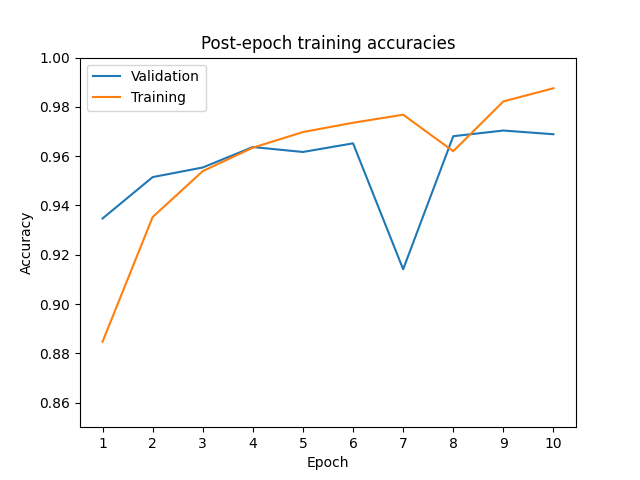 Post-epoch training accuracies
1.00
0.98
0.96
0.94
0.92
0.90
0.88
0.86
Accuracy
Validation
Training
1 2 3 4 5 6 7 8 9 10
Epoch